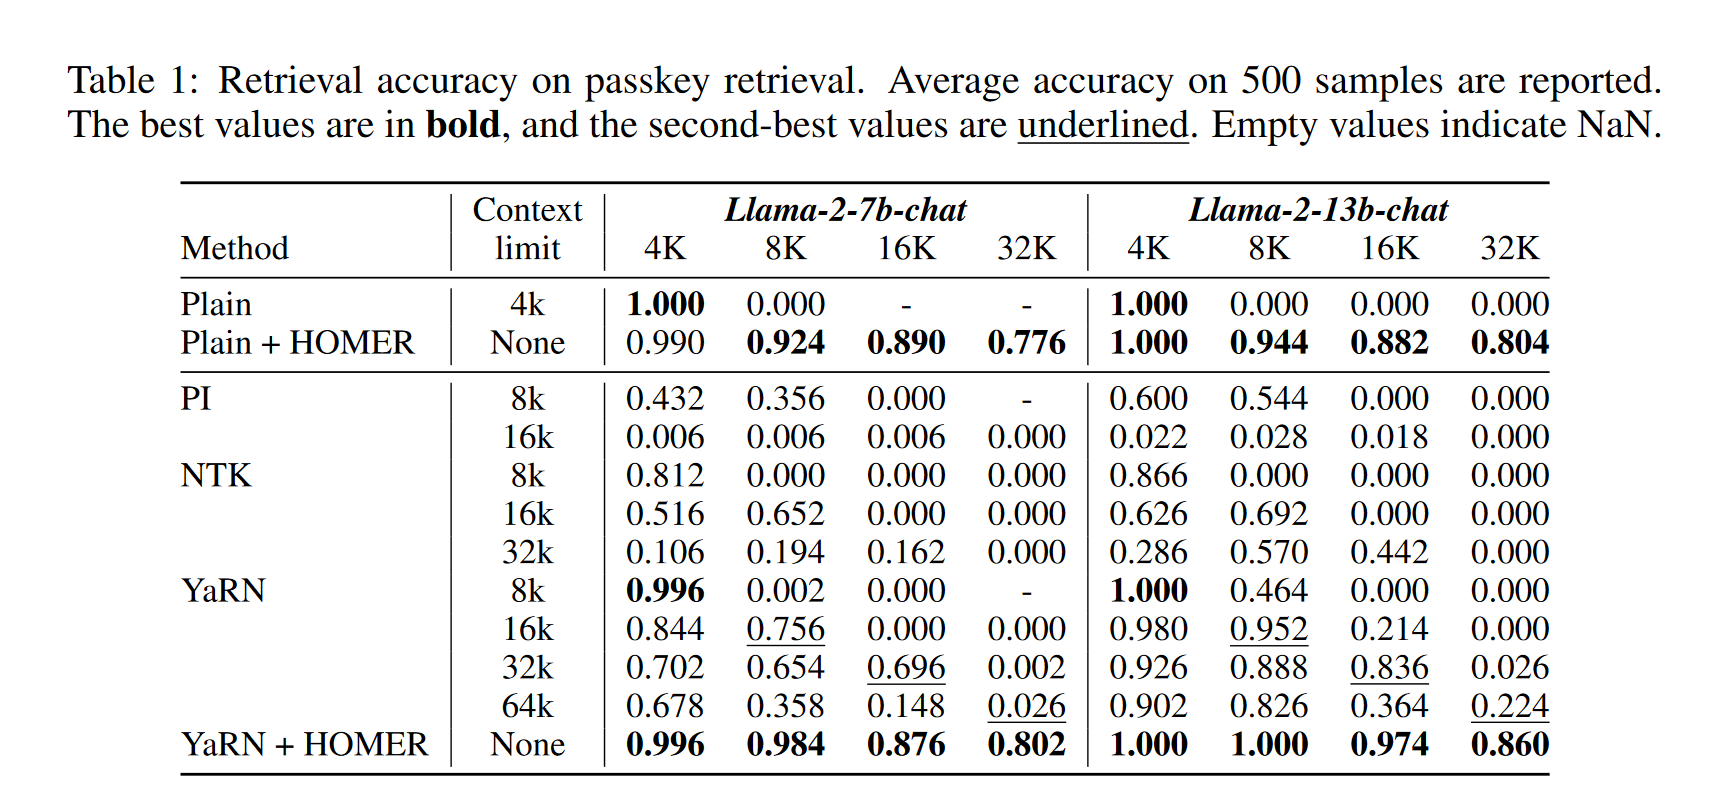 Table 1: Retrieval accuracy on passkey retrieval. Average accuracy on 500 samples are reported.
The best values are in bold, and the second-best values are underlined. Empty values indicate NaN.
Context Llama-2-7b-chat Llama-2-13b-chat
Method limit 4K 8K 16K 32K 4K 8K 16K 32K
Plain 4k 1.000 0.000 - - 1.000 0.000 0.000 0.000
Plain + HOMER None 0.990 0.924 0.890 0.776 1.000 0.944 0.882 0.804
PI 8k 0.432 0.356 0.000 - 0.600 0.544 0.000 0.000
16k 0.006 0.006 0.006 0.000 0.022 0.028 0.018 0.000
NTK 8k 0.812 0.000 0.000 0.000 0.866 0.000 0.000 0.000
16k 0.516 0.652 0.000 0.000 0.626 0.692 0.000 0.000
32k 0.106 0.194 0.162 0.000 0.286 0.570 0.442 0.000
YaRN 8k 0.996 0.002 0.000 - 1.000 0.464 0.000 0.000
16k 0.844 0.756 0.000 0.000 0.980 0.952 0.214 0.000
32k 0.702 0.654 0.696 0.002 0.926 0.888 0.836 0.026
64k 0.678 0.358 0.148 0.026 0.902 0.826 0.364 0.224
YaRN + HOMER None 0.996 0.984 0.876 0.802 1.000 1.000 0.974 0.860